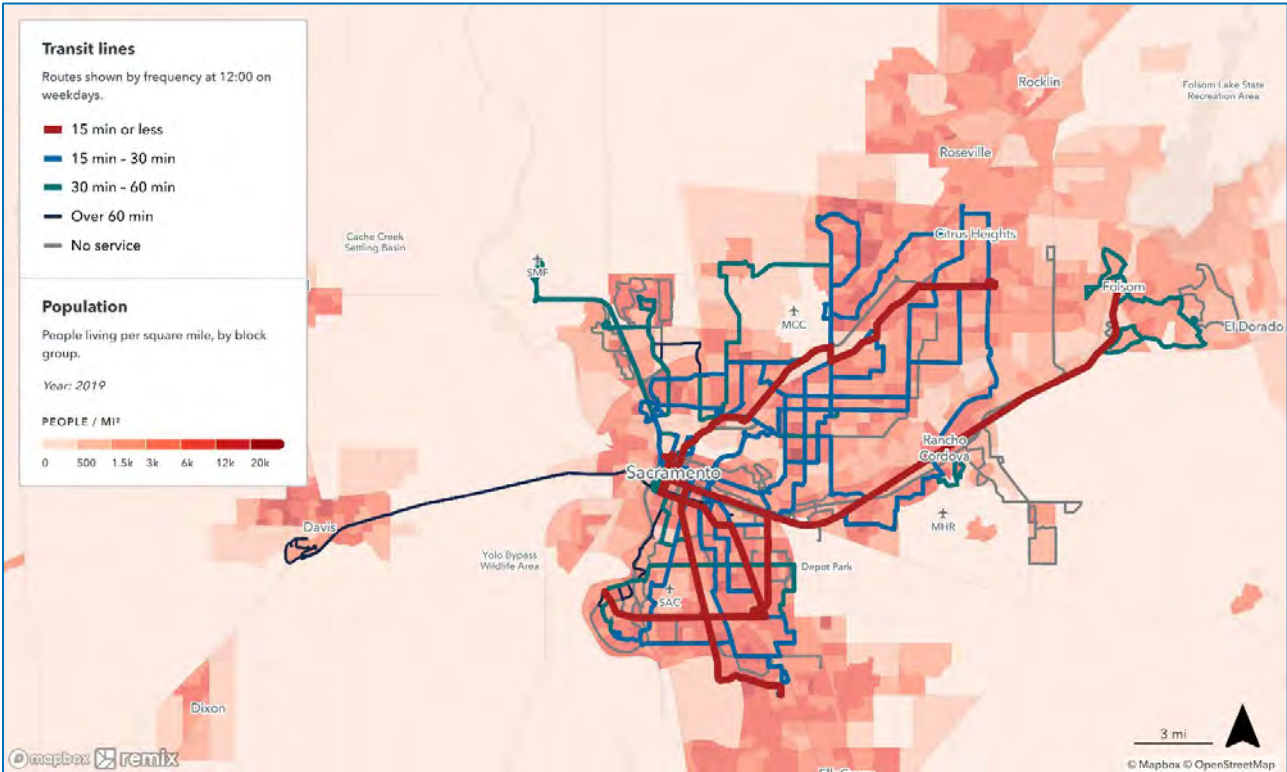 Transit lines
Routes shown by frequency at 12:00 on
weekdays.
15 min or less
15 min – 30 min
30 min – 60 min
Over 60 min
No service
Population
People living per square mile, by block
group.
Year: 2019
PEOPLE / MI²
0 500 1.5k 3k 6k 12k 20k
Rocklin
Folsom Lake State
Recreation Area
Roseville
Cache Creek
Settling Basin
Citrus Heights
SMF
Folsom
MCC
El Dorado
Rancho
Cordova
Sacramento
MHR
Davis
Yolo Bypass
Wildlife Area
Depot Park
SAC
Dixon
3 mi
mapbox remix
© Mapbox © OpenStreetMap